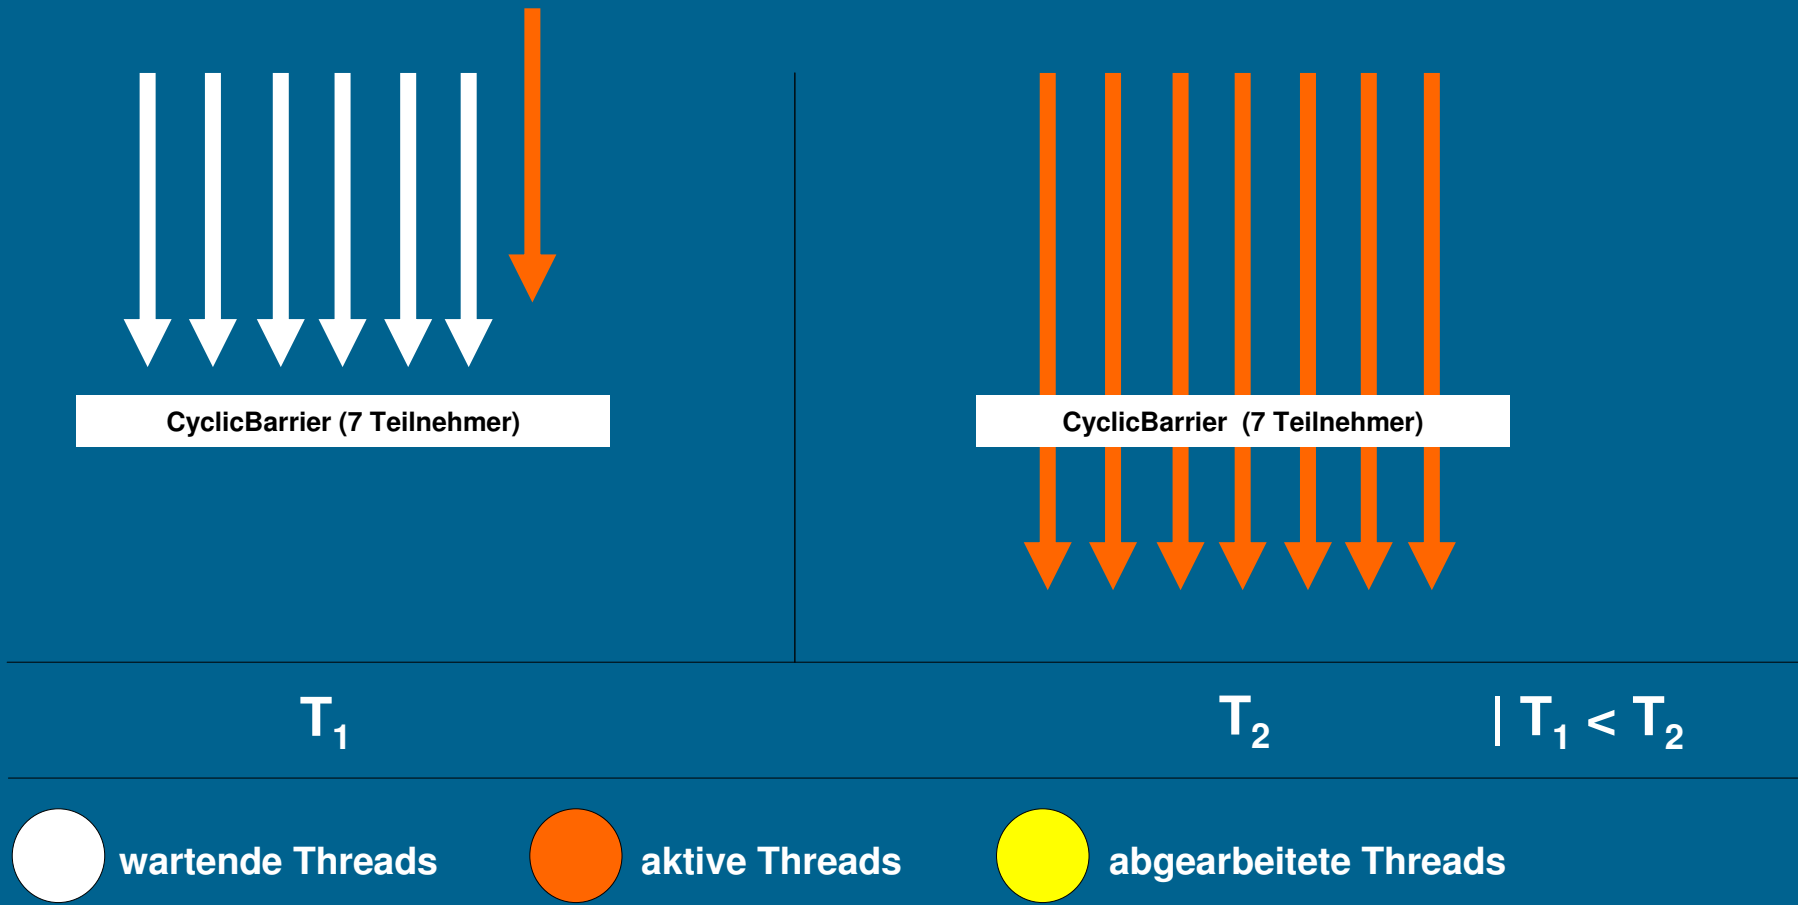 CyclicBarrier (7 Teilnehmer)
CyclicBarrier (7 Teilnehmer)
T₁
T₂ | T₁ < T₂
wartende Threads
aktive Threads
abgearbeitete Threads